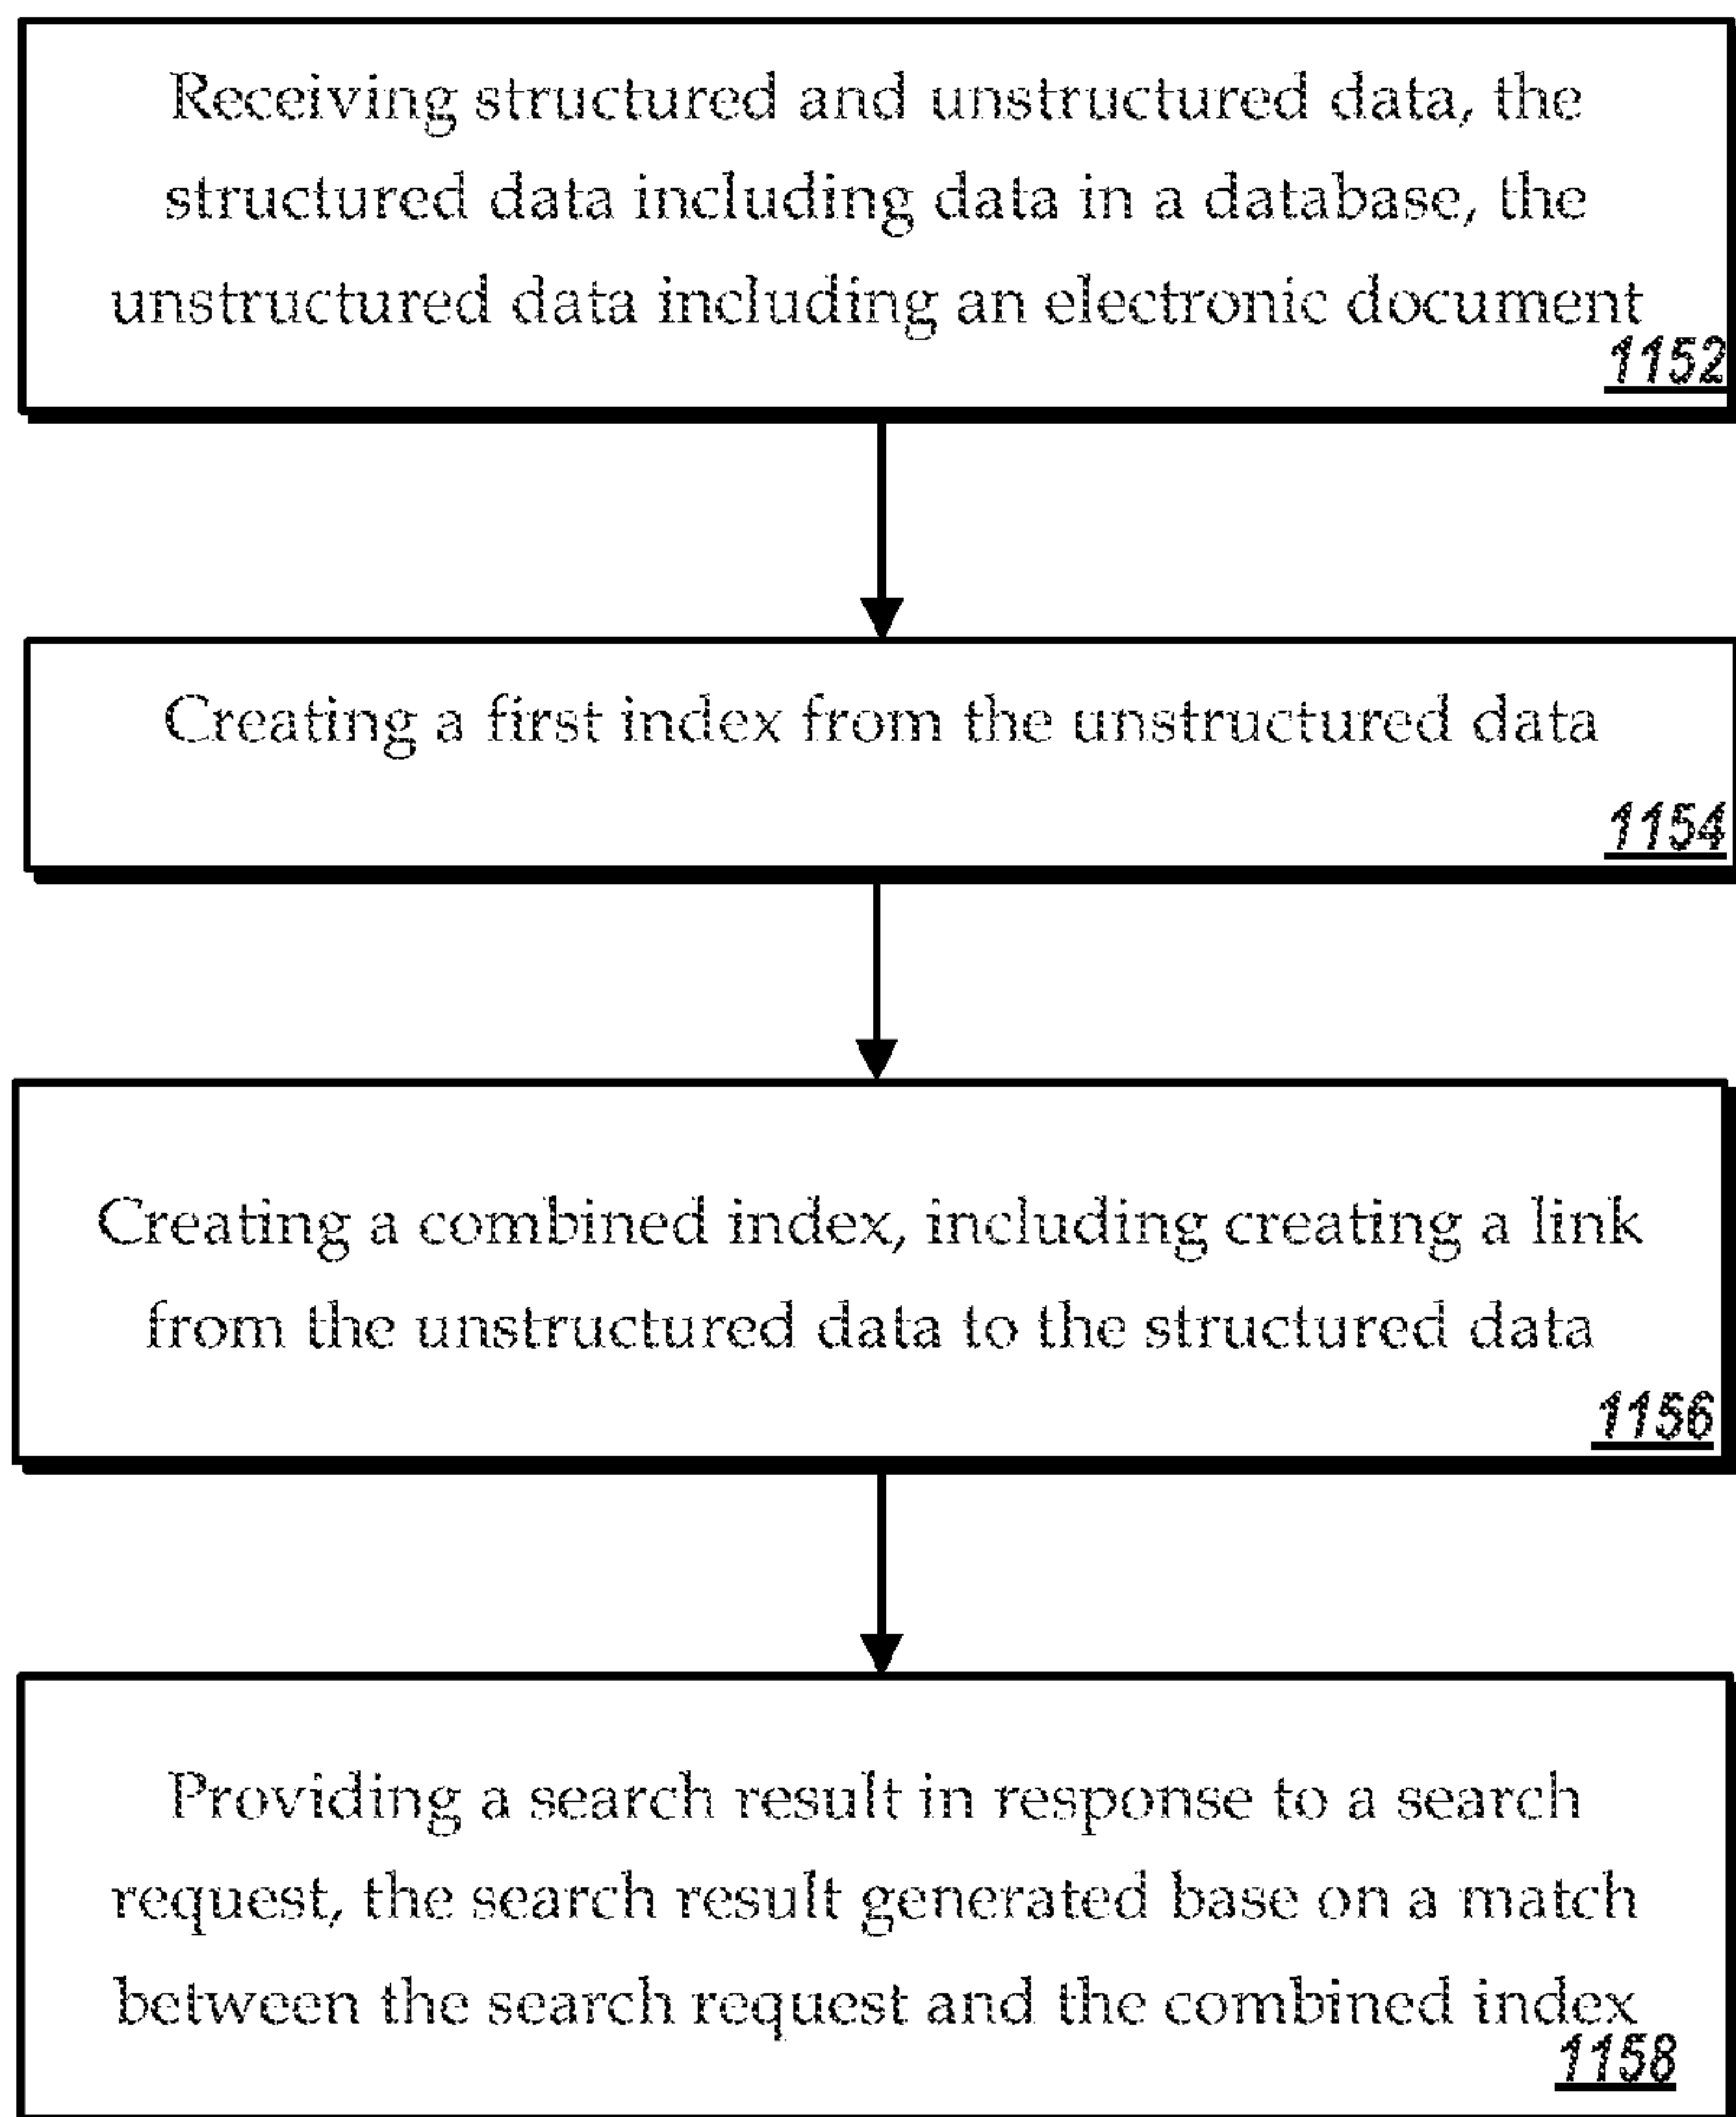 Receiving structured and unstructured data, the
structured data including data in a database, the
unstructured data including an electronic document
1152
Creating a first index from the unstructured data
1154
Creating a combined index, including creating a link
from the unstructured data to the structured data
1156
Providing a search result in response to a search
request, the search result generated base on a match
between the search request and the combined index
1158